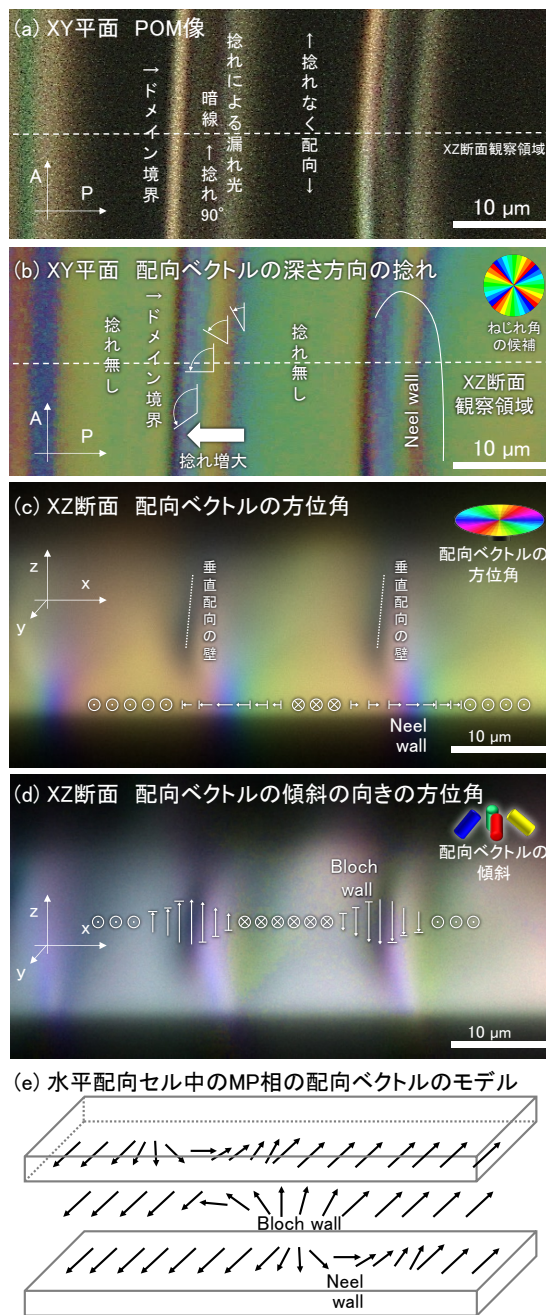 (a) XY平面 POM像
→ドメイン境界
暗線
↑捻れ90°
捻れによる漏れ光
↑捻れなく配向↓
XZ断面観察領域
A
P
10 μm
(b) XY平面 配向ベクトルの深さ方向の捻れ
捻れ無し
→ドメイン境界
捻れ増大
捻れ無し
Neel wall
ねじれ角
の候補
XZ断面
観察領域
A
P
10 μm
(c) XZ断面 配向ベクトルの方位角
z
x
y
垂直配向の壁
垂直配向の壁
配向ベクトルの
方位角
Neel
wall
10 μm
(d) XZ断面 配向ベクトルの傾斜の向きの方位角
z
x
y
Bloch
wall
配向ベクトルの
傾斜
10 μm
(e) 水平配向セル中のMP相の配向ベクトルのモデル
Bloch wall
Neel
wall